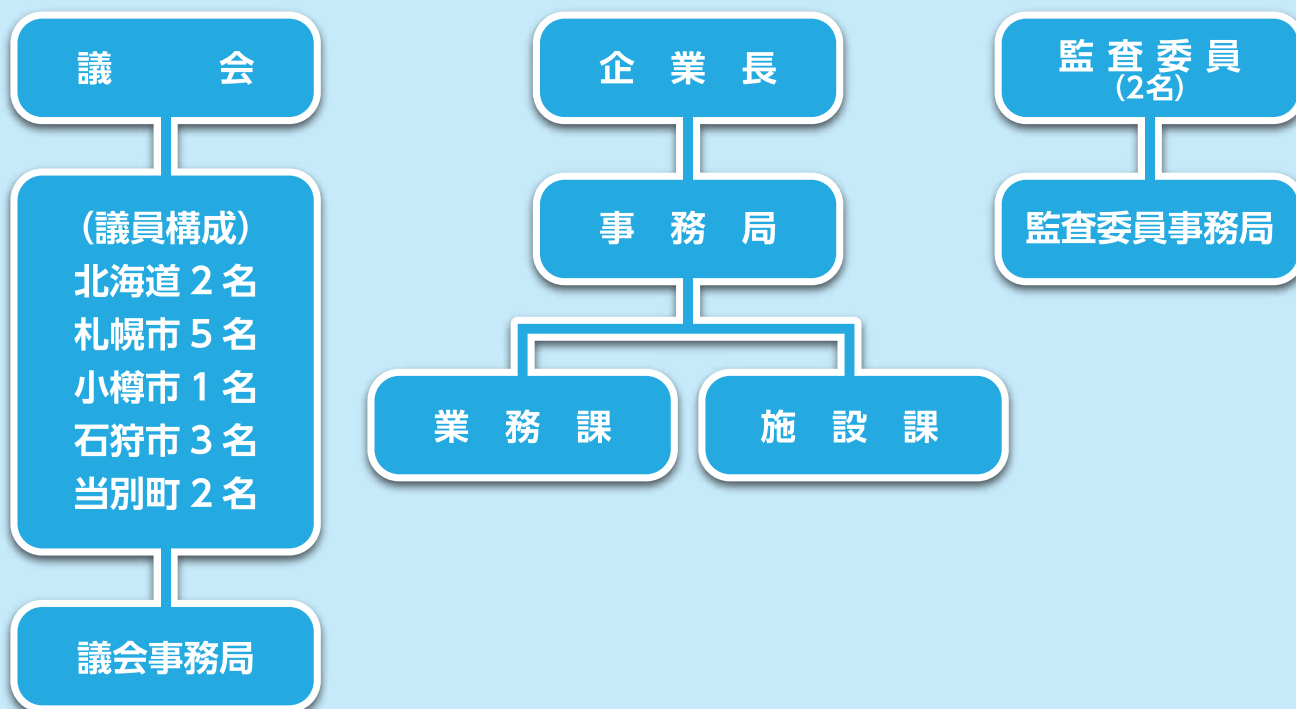 議会
(議員構成)
北海道2名
札幌市5名
小樽市1名
石狩市3名
当別町2名
議会事務局
企業長
事務局
業務課
施設課
監査委員
(2名)
監査委員事務局